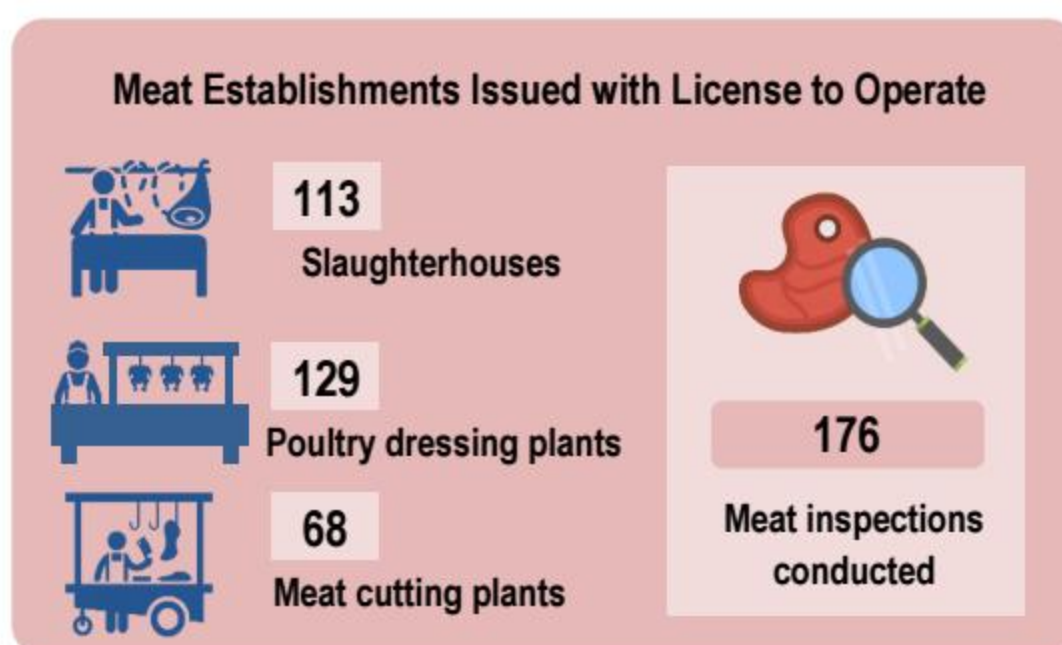 Meat Establishments Issued with License to Operate
113
Slaughterhouses
129
Poultry dressing plants
68
Meat cutting plants
176
Meat inspections
conducted